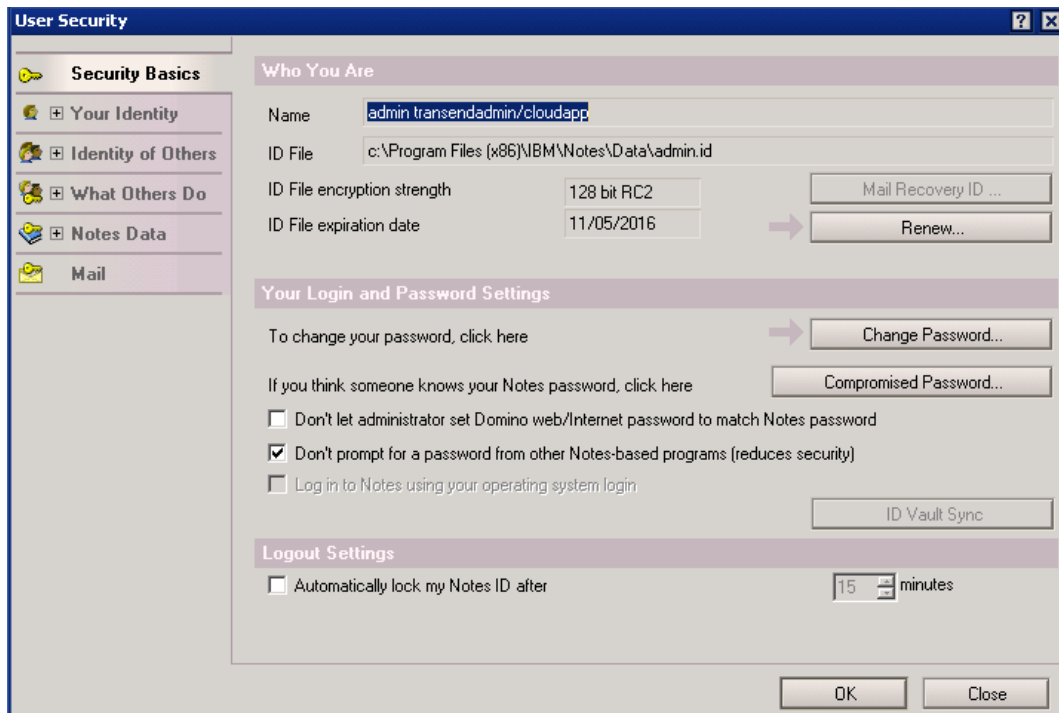 User Security
Security Basics
Your Identity
Identity of Others
What Others Do
Notes Data
Mail
Who You Are
Name admin transendadmin/cloudapp
ID File c:\Program Files (x86)\IBM\Notes\Data\admin.id
ID File encryption strength 128 bit RC2 Mail Recovery ID ...
ID File expiration date 11/05/2016 Renew...
Your Login and Password Settings
To change your password, click here Change Password...
If you think someone knows your Notes password, click here Compromised Password...
Don't let administrator set Domino web/Internet password to match Notes password
Don't prompt for a password from other Notes-based programs (reduces security)
Log in to Notes using your operating system login
ID Vault Sync
Logout Settings
Automatically lock my Notes ID after 15 minutes
OK Close